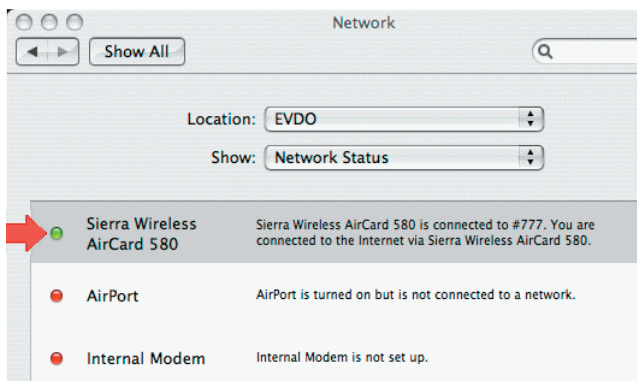 Network
Show All
Location: EVDO
Show: Network Status
Sierra Wireless
AirCard 580
Sierra Wireless AirCard 580 is connected to #777. You are
connected to the Internet via Sierra Wireless AirCard 580.
AirPort
AirPort is turned on but is not connected to a network.
Internal Modem
Internal Modem is not set up.